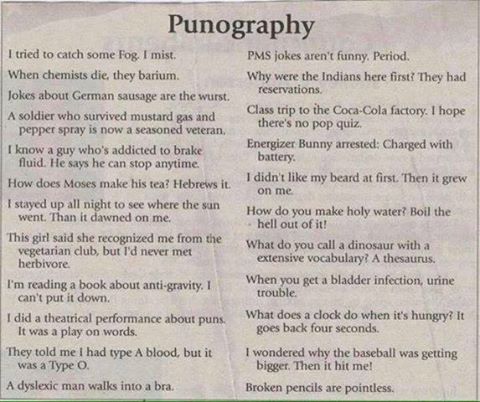 Punography
I tried to catch some Fog. I mist.
When chemists die, they barium.
Jokes about German sausage are the wurst.
A soldier who survived mustard gas and
pepper spray is now a seasoned veteran.
I know a guy who's addicted to brake
fluid. He says he can stop anytime.
How does Moses make his tea? Hebrews it.
I stayed up all night to see where the sun
went. Than it dawned on me.
This girl said she recognized me from the
vegetarian club, but I'd never met
herbivore.
I'm reading a book about anti-gravity. I
can't put it down.
I did a theatrical performance about puns.
It was a play on words.
They told me I had type A blood, but it
was a Type O.
A dyslexic man walks into a bra.
PMS jokes aren't funny. Period.
Why were the Indians here first? They had
reservations.
Class trip to the Coca-Cola factory. I hope
there's no pop quiz.
Energizer Bunny arrested: Charged with
battery.
I didn't like my beard at first. Then it grew
on me.
How do you make holy water? Boil the
hell out of it!
What do you call a dinosaur with a
extensive vocabulary? A thesaurus.
When you get a bladder infection, urine
trouble.
What does a clock do when it's hungry? It
goes back four seconds.
I wondered why the baseball was getting
bigger. Then it hit me!
Broken pencils are pointless.